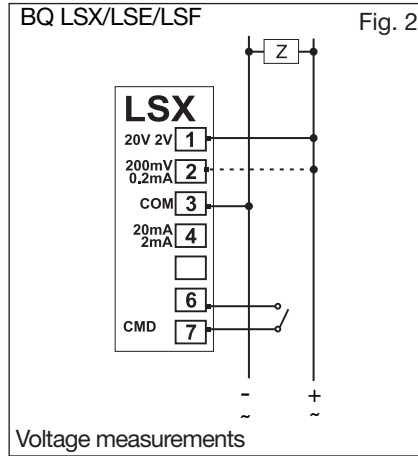 BQ LSX/LSE/LSF
Fig. 2
Z
LSX
20V 2V 1
200mV
0.2mA 2
COM 3
20mA
2mA 4
6
CMD 7
- +
~ ~
Voltage measurements